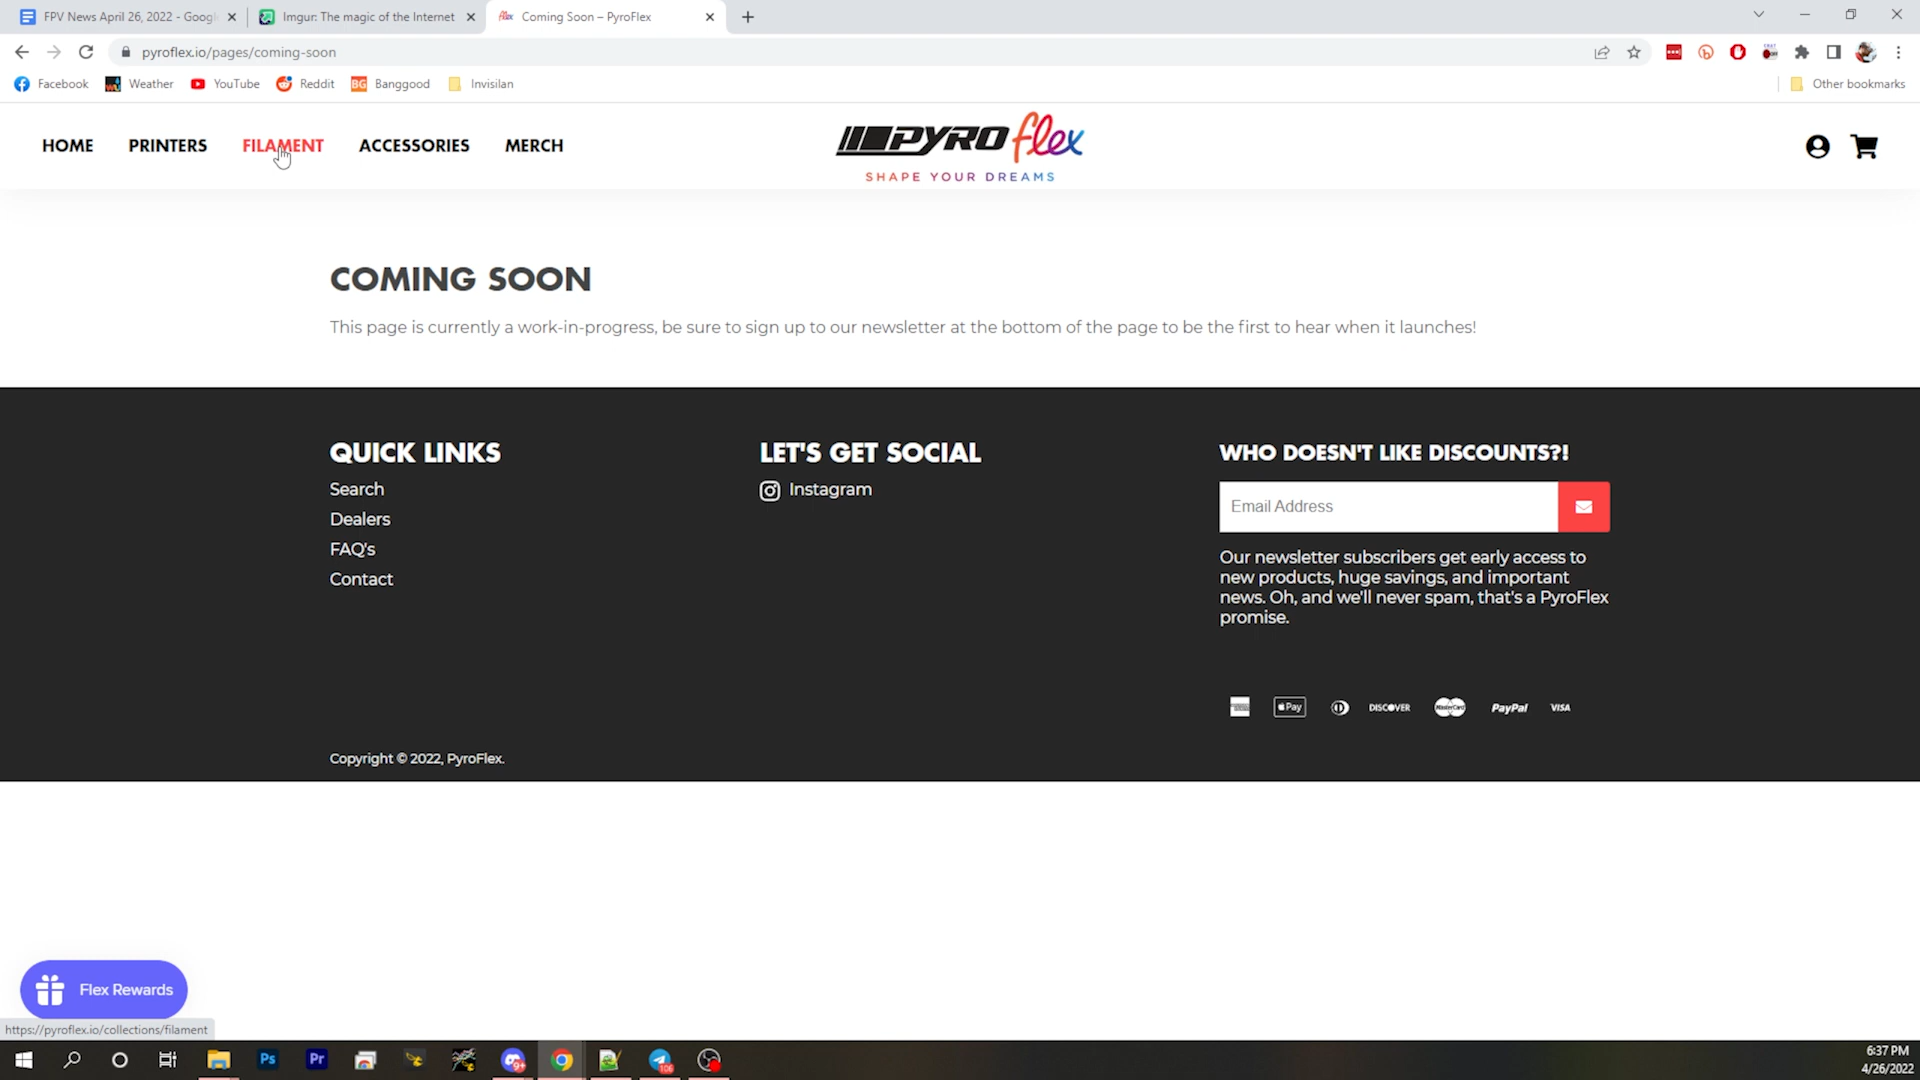 FPV News April 26, 2022 - Googl
Imgur: The magic of the Internet
Coming Soon – PyroFlex
pyroflex.io/pages/coming-soon
Facebook
Weather
YouTube
Reddit
BG Banggood
Invisilan
Other bookmarks
HOME
PRINTERS
FILAMENT
ACCESSORIES
MERCH
PYRO flex
SHAPE YOUR DREAMS
COMING SOON
This page is currently a work-in-progress, be sure to sign up to our newsletter at the bottom of the page to be the first to hear when it launches!
QUICK LINKS
Search
Dealers
FAQ's
Contact
LET'S GET SOCIAL
Instagram
WHO DOESN'T LIKE DISCOUNTS?!
Email Address
Our newsletter subscribers get early access to
new products, huge savings, and important
news. Oh, and we'll never spam, that's a PyroFlex
promise.
Pay
DISCOVER
MasterCard
PayPal
VISA
Copyright © 2022, PyroFlex.
Flex Rewards
https://pyroflex.io/collections/filament
Ps
Pr
9+
106
6:37 PM
4/26/2022